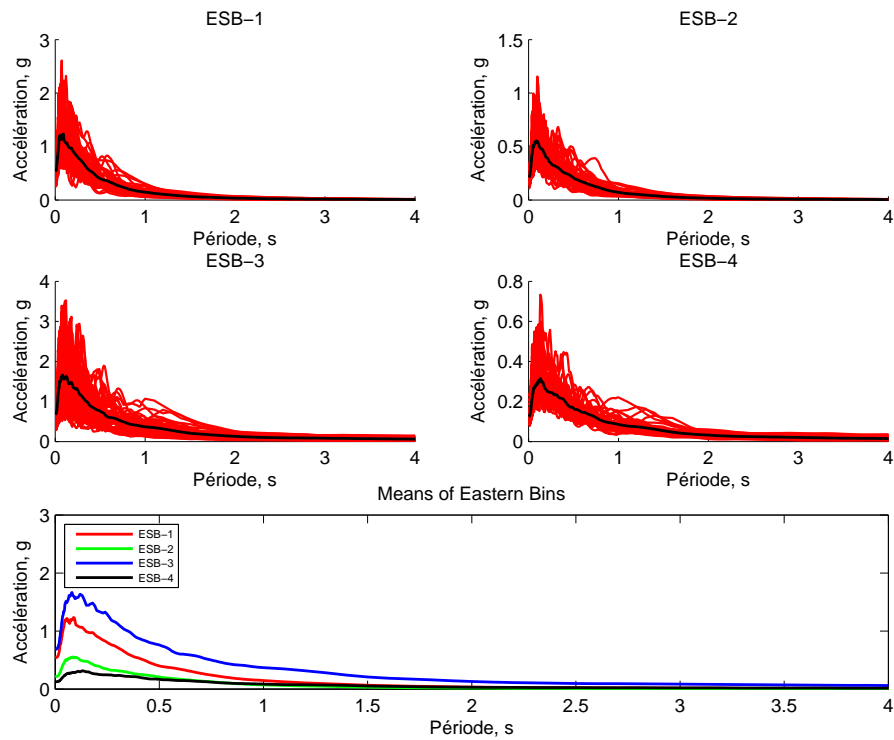 ESB−1
Accélération, g
3
2
1
0
0 1 2 3 4
Période, s
ESB−2
Accélération, g
1.5
1
0.5
0
0 1 2 3 4
Période, s
ESB−3
Accélération, g
4
3
2
1
0
0 1 2 3 4
Période, s
ESB−4
Accélération, g
0.8
0.6
0.4
0.2
0
0 1 2 3 4
Période, s
Means of Eastern Bins
Accélération, g
3
2
1
0
ESB−1
ESB−2
ESB−3
ESB−4
0 0.5 1 1.5 2 2.5 3 3.5 4
Période, s